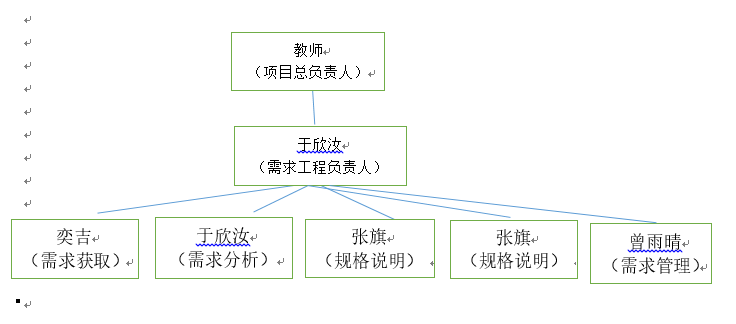 教师
（项目总负责人）
于欣汝
（需求工程负责人）
奕吉
（需求获取）
于欣汝
（需求分析）
张旗
（规格说明）
张旗
（规格说明）
曾雨晴
（需求管理）